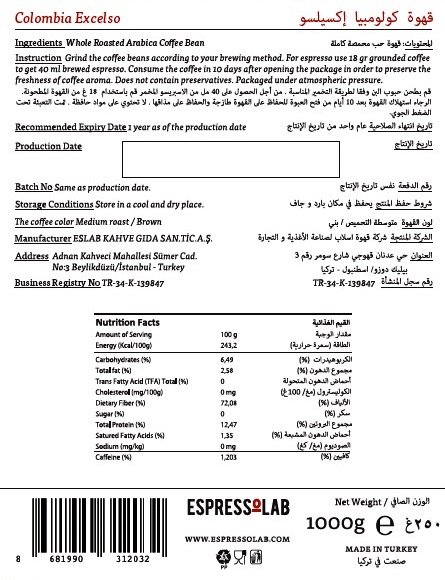 Colombia Excelso
قهوة كولومبيا إكسيلسو
Ingredients Whole Roasted Arabica Coffee Bean
المحتويات: قهوة حب محمصة كاملة
Instruction Grind the coffee beans according to your brewing method. For espresso use 18 gr grounded coffee
to get 40 ml brewed espresso. Consume the coffee in 10 days after opening the package in order to preserve the
freshness of coffee aroma. Does not contain preservatives. Packaged under atmospheric pressure.
قم بطحن حبوب البن وفقا لطريقة التخمير المناسبة . من أجل الحصول على 40 مل من الاسبريسو المخمر قم باستخدام 18 غ من القهوة المطحونة.
الرجاء استهلاك القهوة بعد 10 أيام من فتح العبوة للحفاظ على القهوة طازجة والحفاظ على مذاقها . لا تحتوي على مواد حافظة . تمت التعبئة تحت
الضغط الجوي.
Recommended Expiry Date 1 year as of the production date
تاريخ انتهاء الصلاحية عام واحد من تاريخ الإنتاج
Production Date
تاريخ الإنتاج
Batch No Same as production date.
رقم الدفعة نفس تاريخ الإنتاج
Storage Conditions Store in a cool and dry place.
شروط حفظ المنتج يحفظ في مكان بارد و جاف
The coffee color Medium roast / Brown
لون القهوة متوسطة التحميص / بني
Manufacturer ESLAB KAHVE GIDA SAN.TİC.A.Ş.
الشركة المنتجة شركة قهوة اسلاب لصناعة الأغذية و التجارة
Address Adnan Kahveci Mahallesi Sümer Cad.
No:3 Beylikdüzü/İstanbul - Turkey
العنوان حي عدنان قهوجي شارع سومر رقم 3
بيليك دوزو/ اسطنبول - تركيا
Business Registry No TR-34-K-139847
رقم سجل المنشأة TR-34-K-139847
Nutrition Facts القيم الغذائية
Amount of Serving 100 g مقدار الوجبة
Energy (Kcal/100g) 243,2 الطاقة (سعرة حرارية)
Carbohydrates (%) 6,49 الكربوهيدرات (%)
Total fat (%) 2,58 مجموع الدهون (%)
Trans Fatty Acid (TFA) Total (%) 0 أحماض الدهون المتحولة
Cholesterol (mg/100g) 0 mg الكوليسترول (مغ/ 100غ)
Dietary Fiber (%) 72,08 الألياف (%)
Sugar (%) 0 سكر (%)
Total Protein (%) 12,47 مجموع البروتين (%)
Satured Fatty Acids (%) 1,35 أحماض الدهون المشبعة (%)
Sodium (mg/kg) 0 mg الصوديوم (مغ/ كغ)
Caffeine (%) 1,203 كافيين (%)
8 681990 312032
ESPRESSOLAB
WWW.ESPRESSOLAB.COM
PP
Net Weight / الوزن الصافي
1000g e ٢٥٠غ
MADE IN TURKEY
صنعت في تركيا